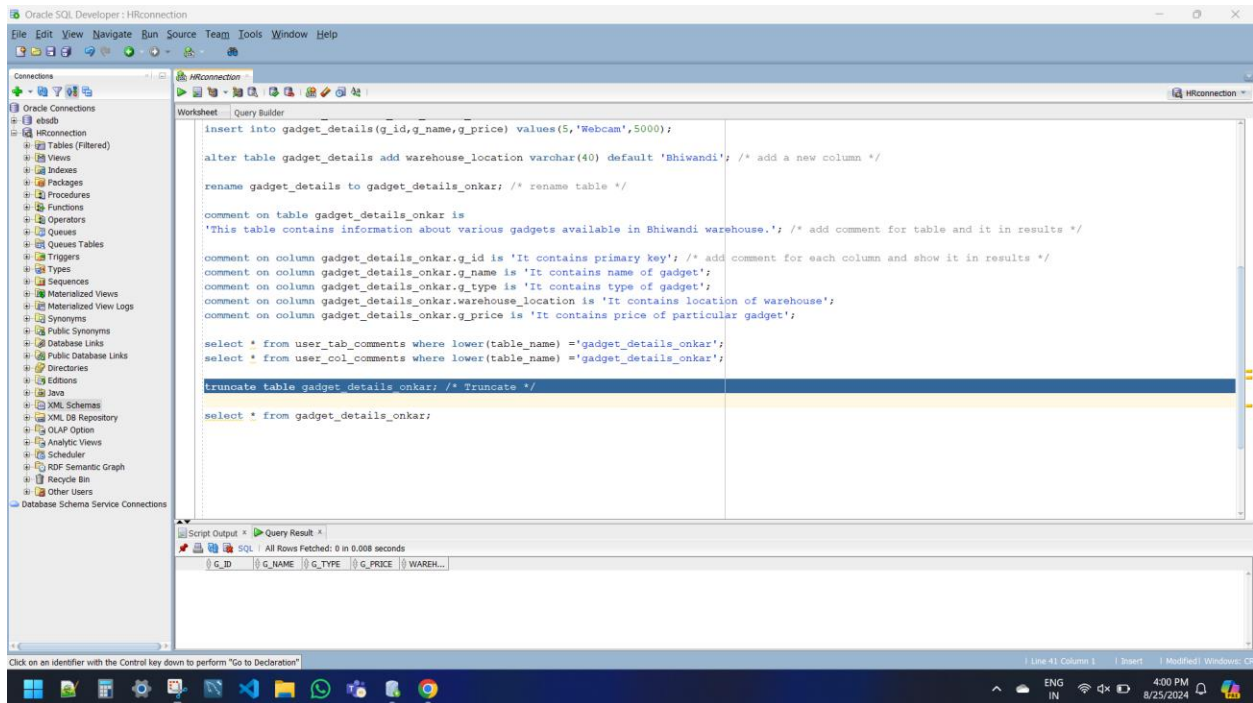 Oracle SQL Developer : HRconnection
File Edit View Navigate Run Source Team Tools Window Help
Connections
HRconnection
HRconnection
Oracle Connections
ebsdb
HRconnection
Tables (Filtered)
Views
Indexes
Packages
Procedures
Functions
Operators
Queues
Queues Tables
Triggers
Types
Sequences
Materialized Views
Materialized View Logs
Synonyms
Public Synonyms
Database Links
Public Database Links
Directories
Editions
Java
XML Schemas
XML DB Repository
OLAP Option
Analytic Views
Scheduler
RDF Semantic Graph
Recycle Bin
Other Users
Database Schema Service Connections
Worksheet Query Builder
insert into gadget_details(g_id,g_name,g_price) values(5,'Webcam',5000);
alter table gadget_details add warehouse_location varchar(40) default 'Bhiwandi'; /* add a new column */
rename gadget_details to gadget_details_onkar; /* rename table */
comment on table gadget_details_onkar is
'This table contains information about various gadgets available in Bhiwandi warehouse.'; /* add comment for table and it in results */
comment on column gadget_details_onkar.g_id is 'It contains primary key'; /* add comment for each column and show it in results */
comment on column gadget_details_onkar.g_name is 'It contains name of gadget';
comment on column gadget_details_onkar.g_type is 'It contains type of gadget';
comment on column gadget_details_onkar.warehouse_location is 'It contains location of warehouse';
comment on column gadget_details_onkar.g_price is 'It contains price of particular gadget';
select * from user_tab_comments where lower(table_name) ='gadget_details_onkar';
select * from user_col_comments where lower(table_name) ='gadget_details_onkar';
truncate table gadget_details_onkar; /* Truncate */
select * from gadget_details_onkar;
Script Output × Query Result ×
SQL | All Rows Fetched: 0 in 0.008 seconds
G_ID G_NAME G_TYPE G_PRICE WAREH...
Click on an identifier with the Control key down to perform "Go to Declaration"
Line 41 Column 1 | Insert | Modified | Windows: CF
ENG
IN
4:00 PM
8/25/2024